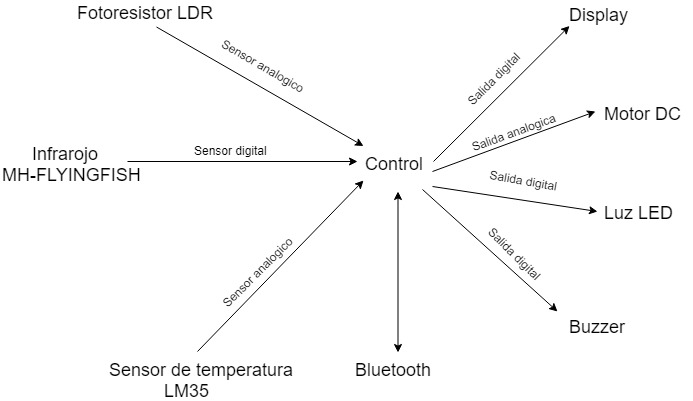 Fotoresistor LDR
Display
Sensor analogico
Salida digital
Motor DC
Salida analogica
Infrarojo
MH-FLYINGFISH
Sensor digital
Control
Salida digital
Luz LED
Sensor analogico
Salida digital
Buzzer
Sensor de temperatura
LM35
Bluetooth